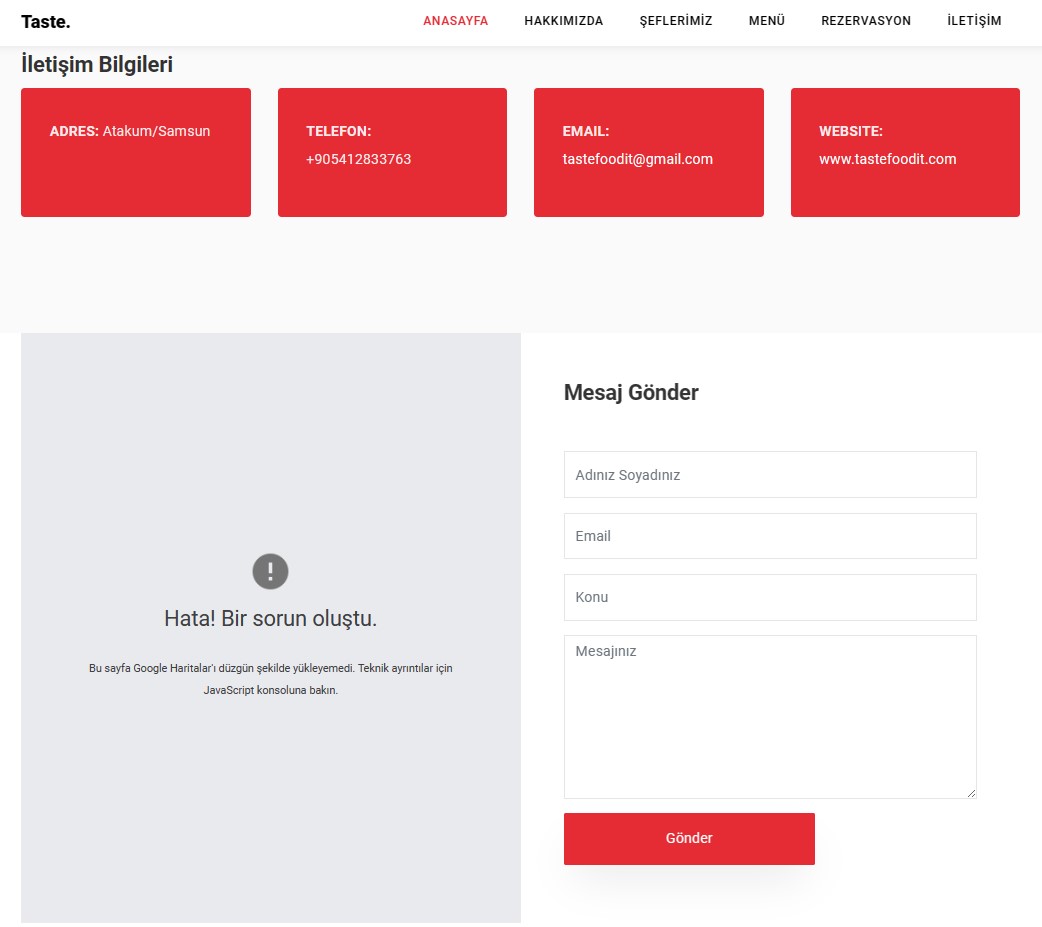 Taste.
ANASAYFA
HAKKIMIZDA
ŞEFLERİMİZ
MENÜ
REZERVASYON
İLETİŞİM
İletişim Bilgileri
ADRES: Atakum/Samsun
TELEFON:
+905412833763
EMAIL:
tastefoodit@gmail.com
WEBSITE:
www.tastefoodit.com
Hata! Bir sorun oluştu.
Bu sayfa Google Haritalar'ı düzgün şekilde yükleyemedi. Teknik ayrıntılar için
JavaScript konsoluna bakın.
Mesaj Gönder
Adınız Soyadınız
Email
Konu
Mesajınız
Gönder